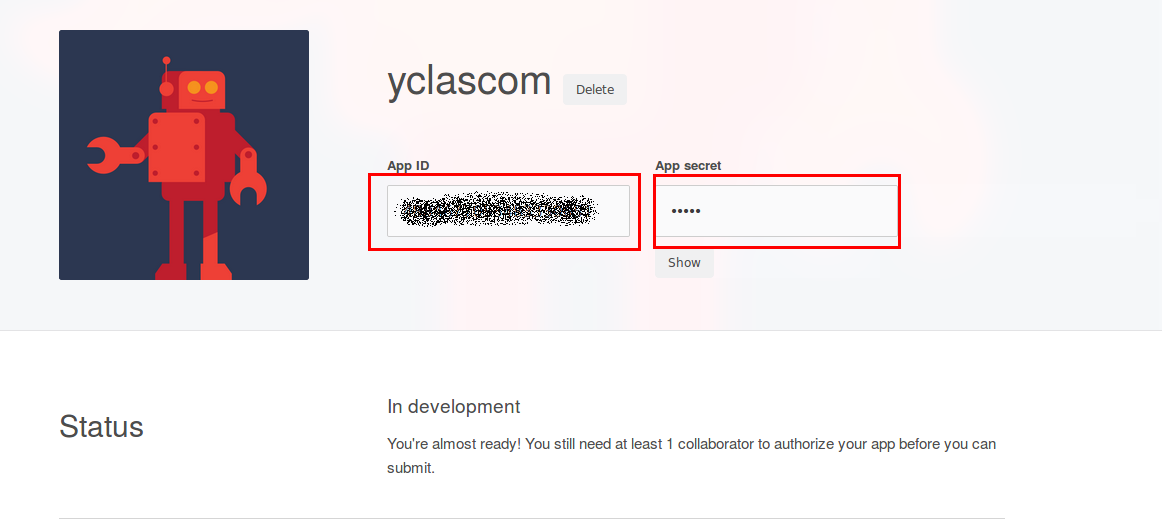 yclascom
Delete
App ID
App secret
•••••
Show
Status
In development
You're almost ready! You still need at least 1 collaborator to authorize your app before you can
submit.